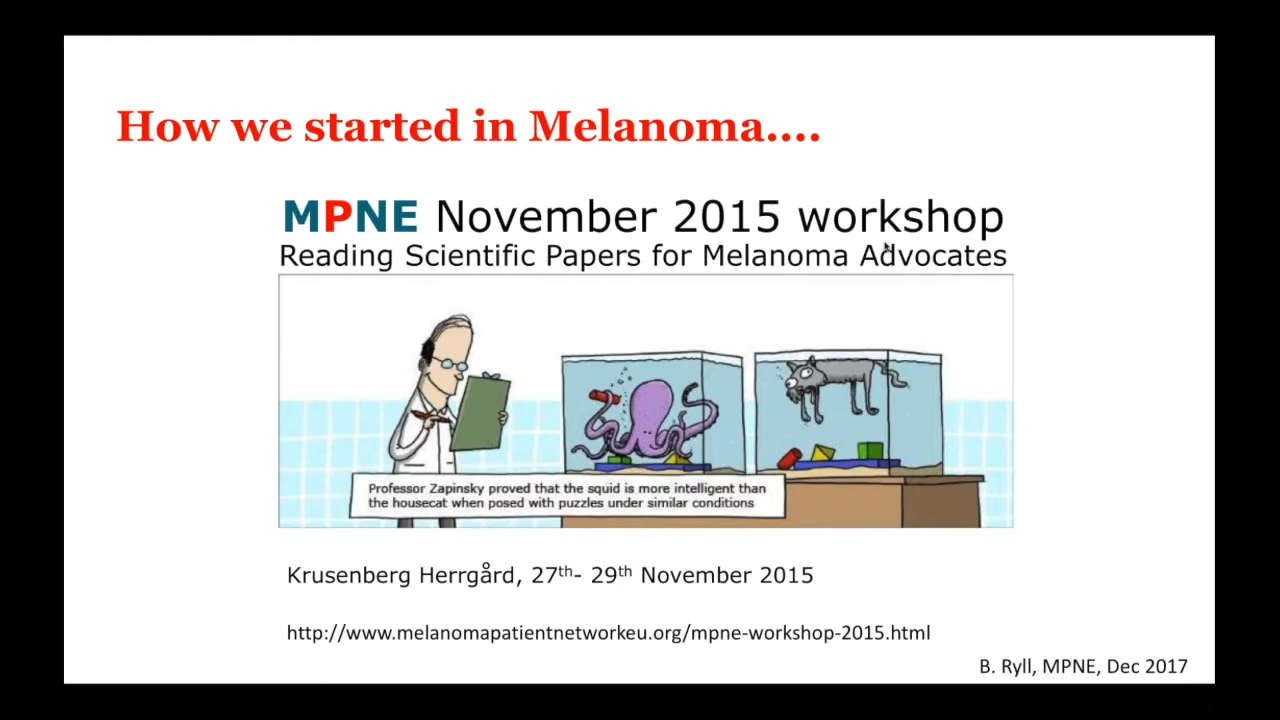 How we started in Melanoma....
MPNE November 2015 workshop
Reading Scientific Papers for Melanoma Advocates
Professor Zapinsky proved that the squid is more intelligent than
the housecat when posed with puzzles under similar conditions
Krusenberg Herrgård, 27th- 29th November 2015
http://www.melanomapatientnetworkeu.org/mpne-workshop-2015.html
B. Ryll, MPNE, Dec 2017